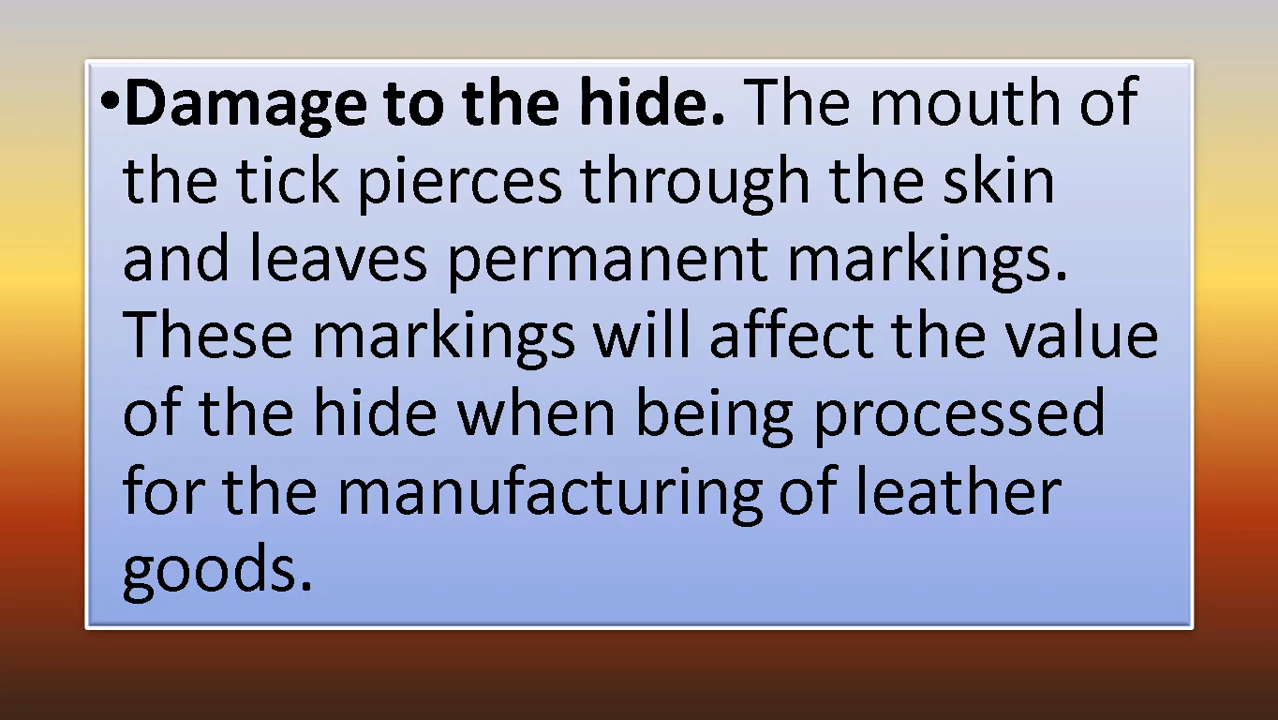 •Damage to the hide. The mouth of
the tick pierces through the skin
and leaves permanent markings.
These markings will affect the value
of the hide when being processed
for the manufacturing of leather
goods.